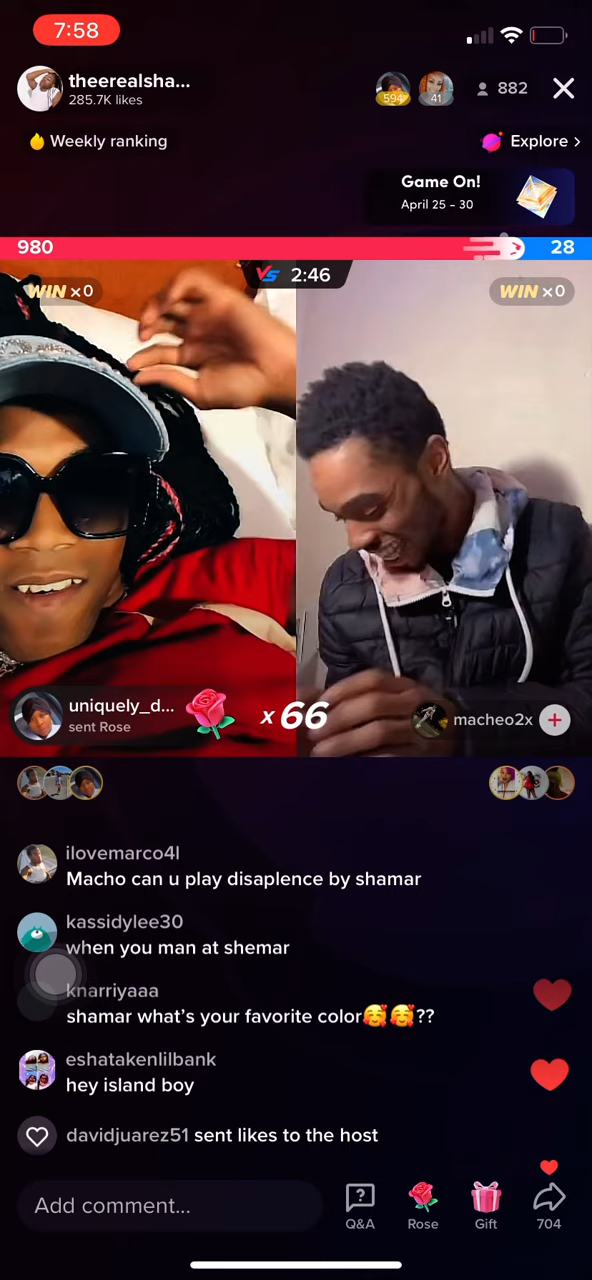 7:58
theerealsha...
285.7K likes
594
41
882
Weekly ranking
Explore >
Game On!
April 25 - 30
980
28
VS 2:46
WIN x0
WIN x0
uniquely_d...
sent Rose
x 66
macheo2x
ilovemarco4l
Macho can u play disaplence by shamar
kassidylee30
when you man at shemar
knarriyaaa
shamar what's your favorite color🥰🥰??
eshatakenlilbank
hey island boy
davidjuarez51 sent likes to the host
Add comment...
Q&A
Rose
Gift
704